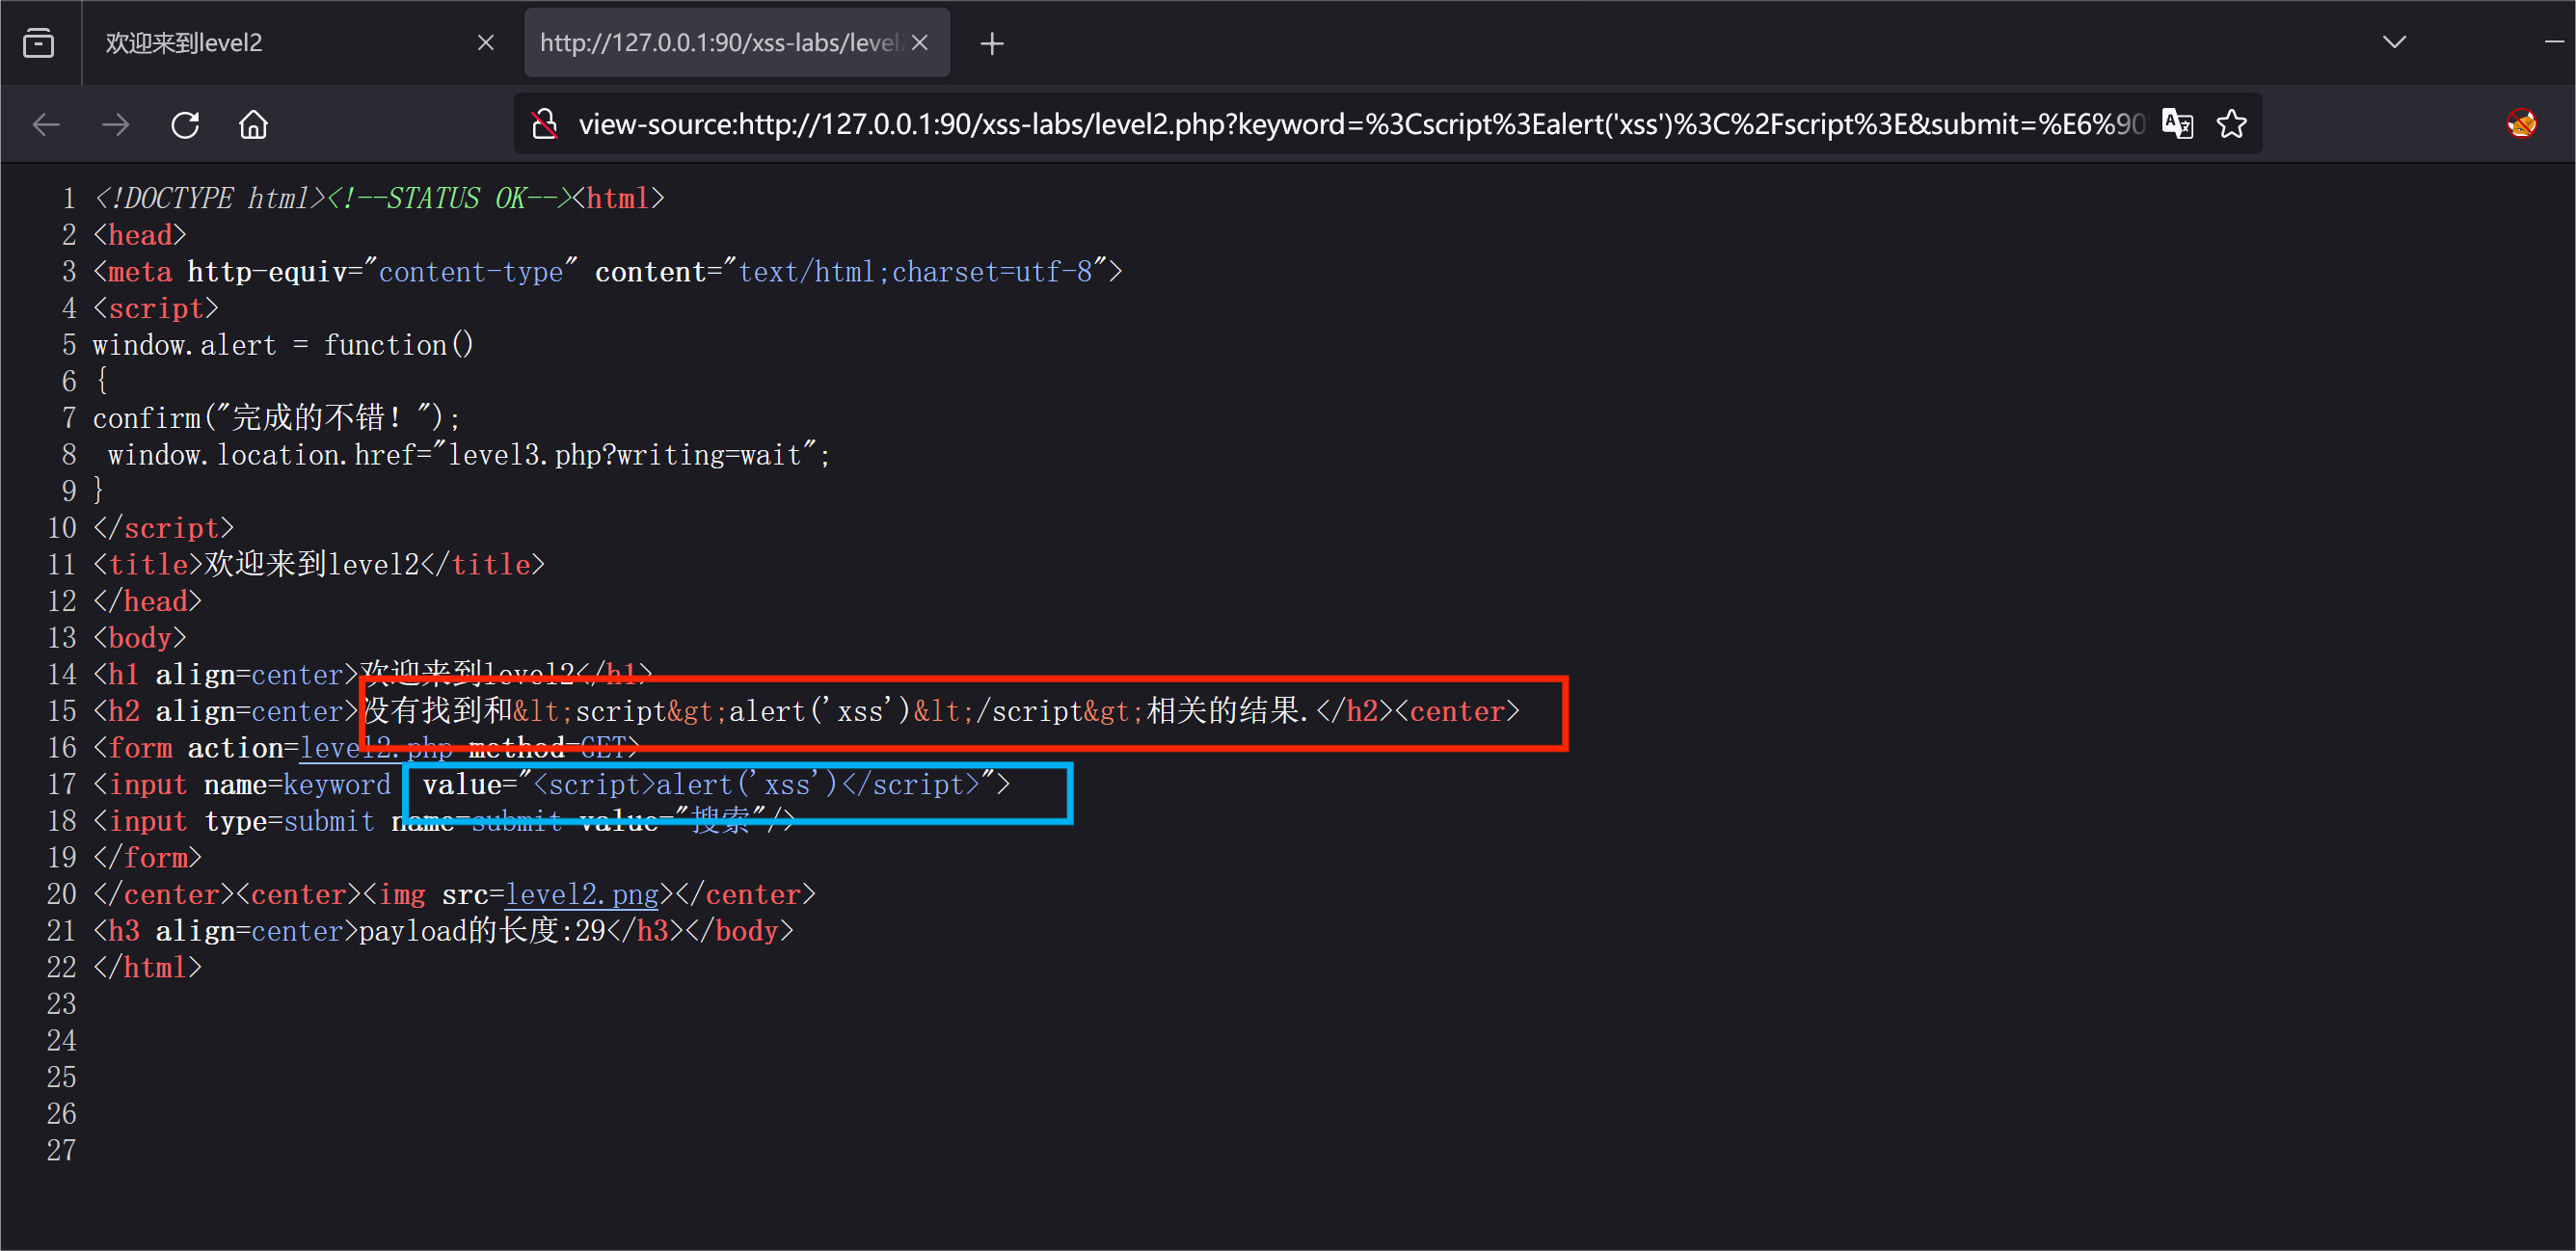 欢迎来到level2
http://127.0.0.1:90/xss-labs/level2
view-source:http://127.0.0.1:90/xss-labs/level2.php?keyword=%3Cscript%3Ealert('xss')%3C%2Fscript%3E&submit=%E6%90
1 <!DOCTYPE html><!--STATUS OK--><html>
2 <head>
3 <meta http-equiv="content-type" content="text/html;charset=utf-8">
4 <script>
5 window.alert = function()
6 {
7 confirm("完成的不错！");
8  window.location.href="level3.php?writing=wait";
9 }
10 </script>
11 <title>欢迎来到level2</title>
12 </head>
13 <body>
14 <h1 align=center>欢迎来到level2</h1>
15 <h2 align=center>没有找到和&lt;script&gt;alert('xss')&lt;/script&gt;相关的结果.</h2><center>
16 <form action=level2.php method=GET>
17 <input name=keyword  value="<script>alert('xss')</script>">
18 <input type=submit name=submit value="搜索"/>
19 </form>
20 </center><center><img src=level2.png></center>
21 <h3 align=center>payload的长度:29</h3></body>
22 </html>
23
24
25
26
27